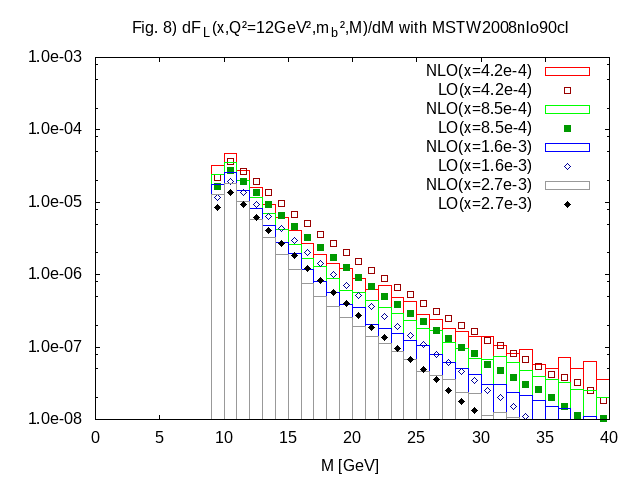 Fig. 8) dF_L(x,Q²=12GeV²,m_b²,M)/dM with MSTW2008nlo90cl
1.0e-03
1.0e-04
1.0e-05
1.0e-06
1.0e-07
1.0e-08
NLO(x=4.2e-4)
LO(x=4.2e-4)
NLO(x=8.5e-4)
LO(x=8.5e-4)
NLO(x=1.6e-3)
LO(x=1.6e-3)
NLO(x=2.7e-3)
LO(x=2.7e-3)
0 5 10 15 20 25 30 35 40
M [GeV]